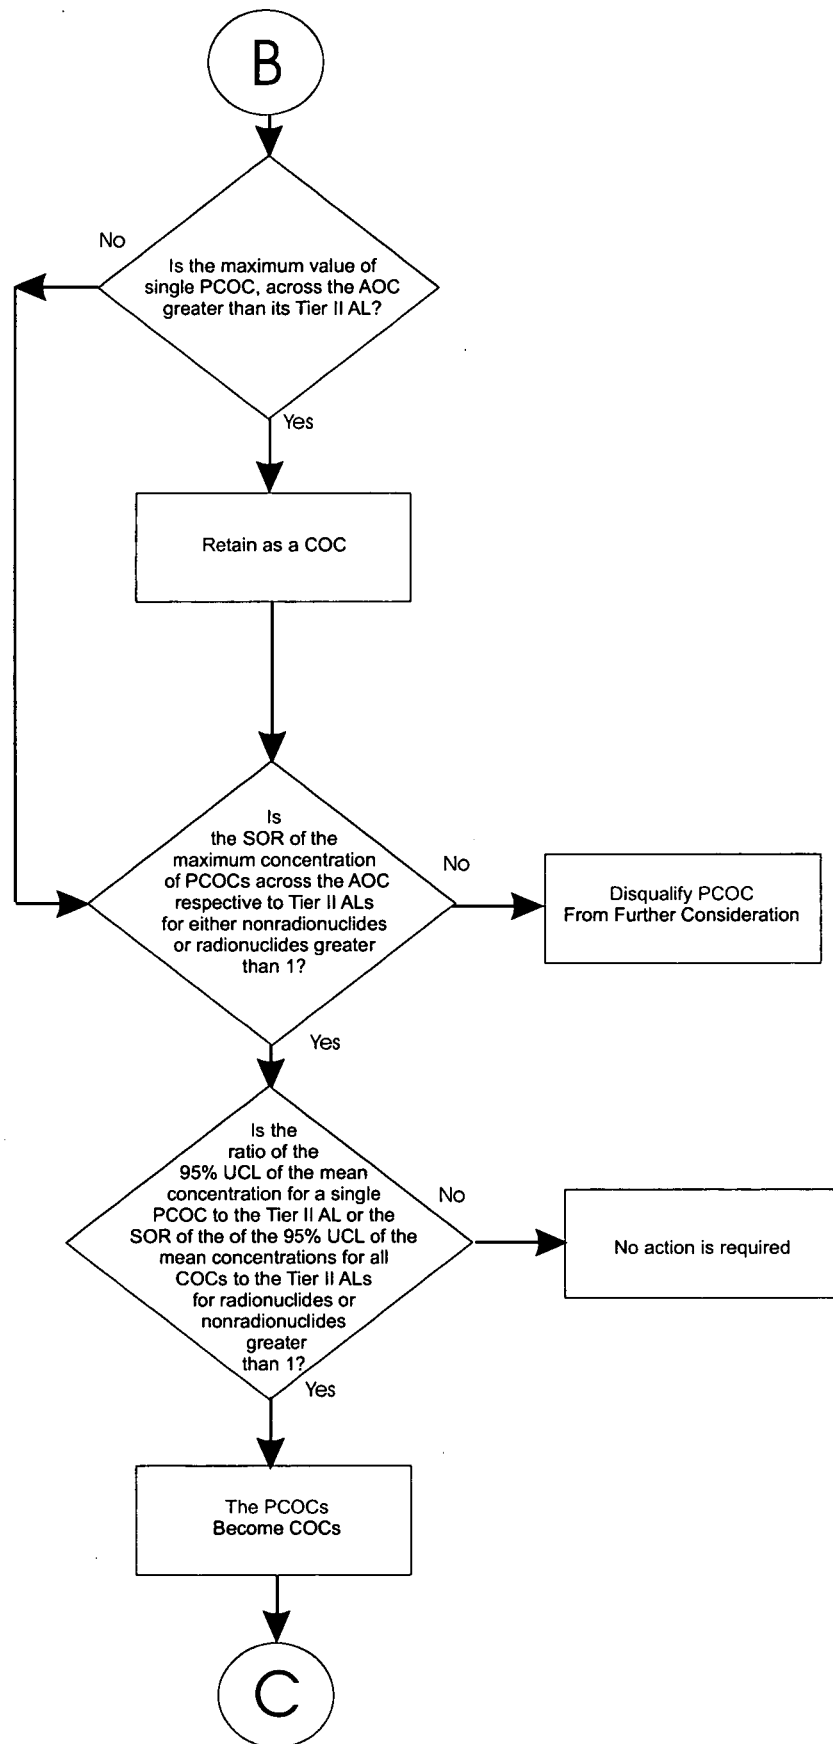 B
No
Is the maximum value of
single PCOC, across the AOC
greater than its Tier II AL?
Yes
Retain as a COC
Is
the SOR of the
maximum concentration
of PCOCs across the AOC
respective to Tier II ALs
for either nonradionuclides
or radionuclides greater
than 1?
No
Disqualify PCOC
From Further Consideration
Yes
Is the
ratio of the
95% UCL of the mean
concentration for a single
PCOC to the Tier II AL or the
SOR of the of the 95% UCL of the
mean concentrations for all
COCs to the Tier II ALs
for radionuclides or
nonradionuclides
greater
than 1?
No
No action is required
Yes
The PCOCs
Become COCs
C